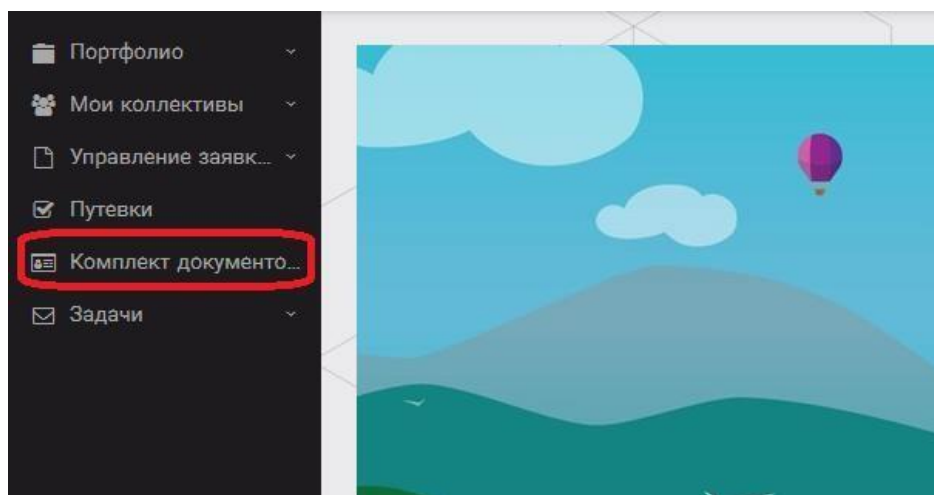 Портфолио
Мои коллективы
Управление заявк...
Путевки
Комплект документо...
Задачи